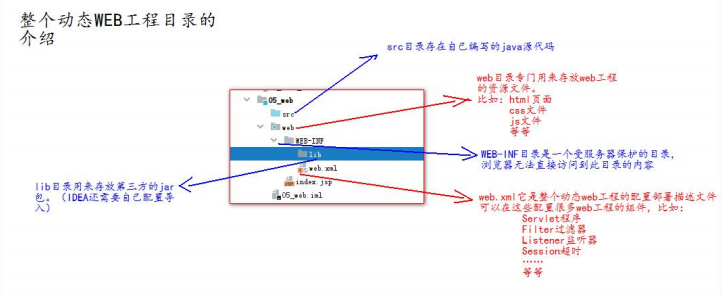 整个动态WEB工程目录的
介绍
src目录存在自己编写的java源代码
web目录专门用来存放web工程
的资源文件。
比如：html页面
css文件
js文件
等等
05_web
src
web
WEB-INF
lib
web.xml
index.jsp
05_web.iml
WEB-INF目录是一个受服务器保护的目录，
浏览器无法直接访问到此目录的内容
lib目录用来存放第三方的jar
包。（IDEA还需要自己配置导
入）
web.xml它是整个动态web工程的配置部署描述文件
可以在这些配置很多web工程的组件，比如：
Servlet程序
Filter过滤器
Listener监听器
Session超时
……
等等